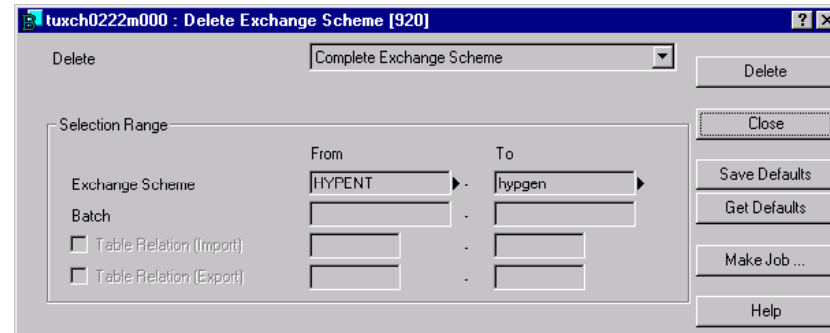 tuxch0222m000 : Delete Exchange Scheme [920]
Delete
Complete Exchange Scheme
Delete
Selection Range
Close
From
To
Exchange Scheme
HYPENT
-
hypgen
Save Defaults
Batch
-
Get Defaults
Table Relation (Import)
-
Make Job ...
Table Relation (Export)
-
Help